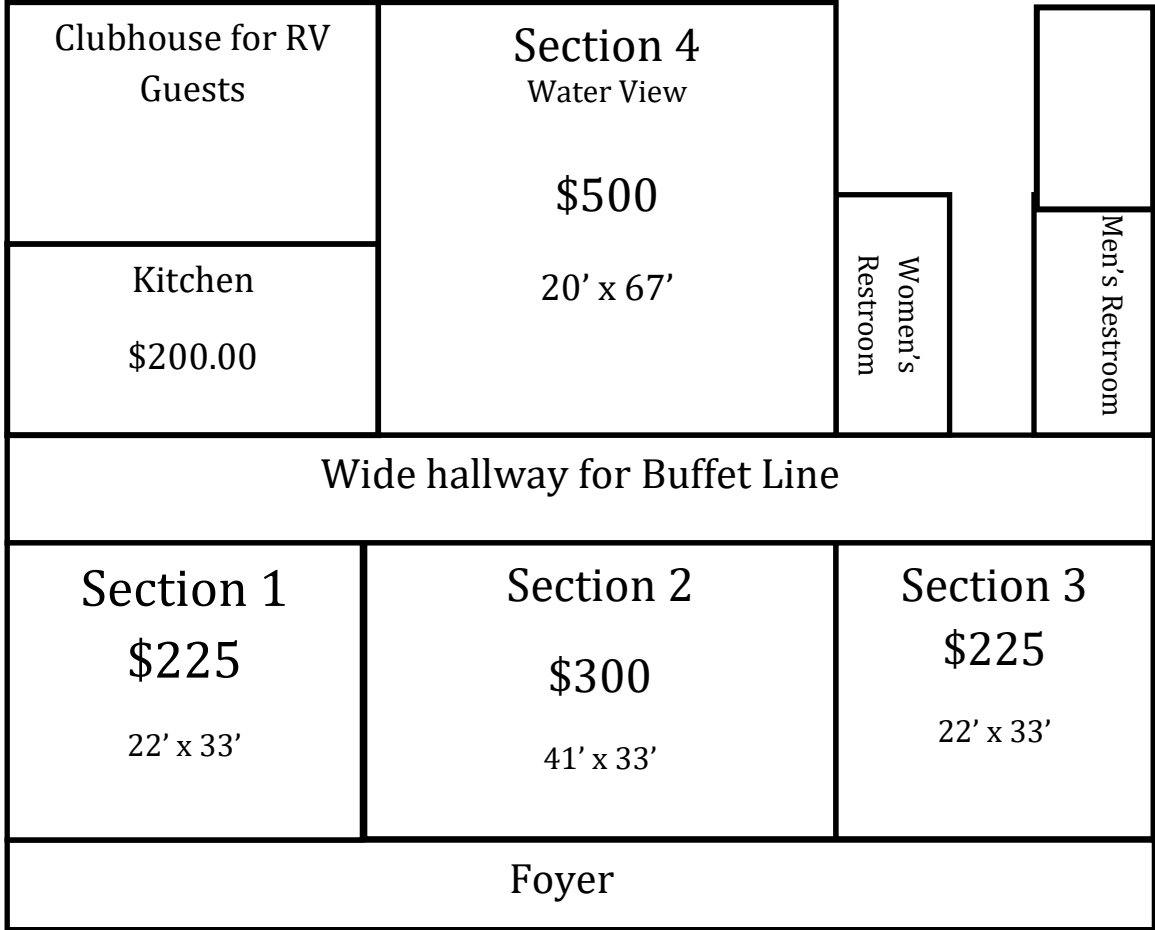 Clubhouse for RV
Guests
Section 4
Water View
$500
20’ x 67’
Kitchen
$200.00
Women’s
Restroom
Men’s Restroom
Wide hallway for Buffet Line
Section 1
$225
22’ x 33’
Section 2
$300
41’ x 33’
Section 3
$225
22’ x 33’
Foyer